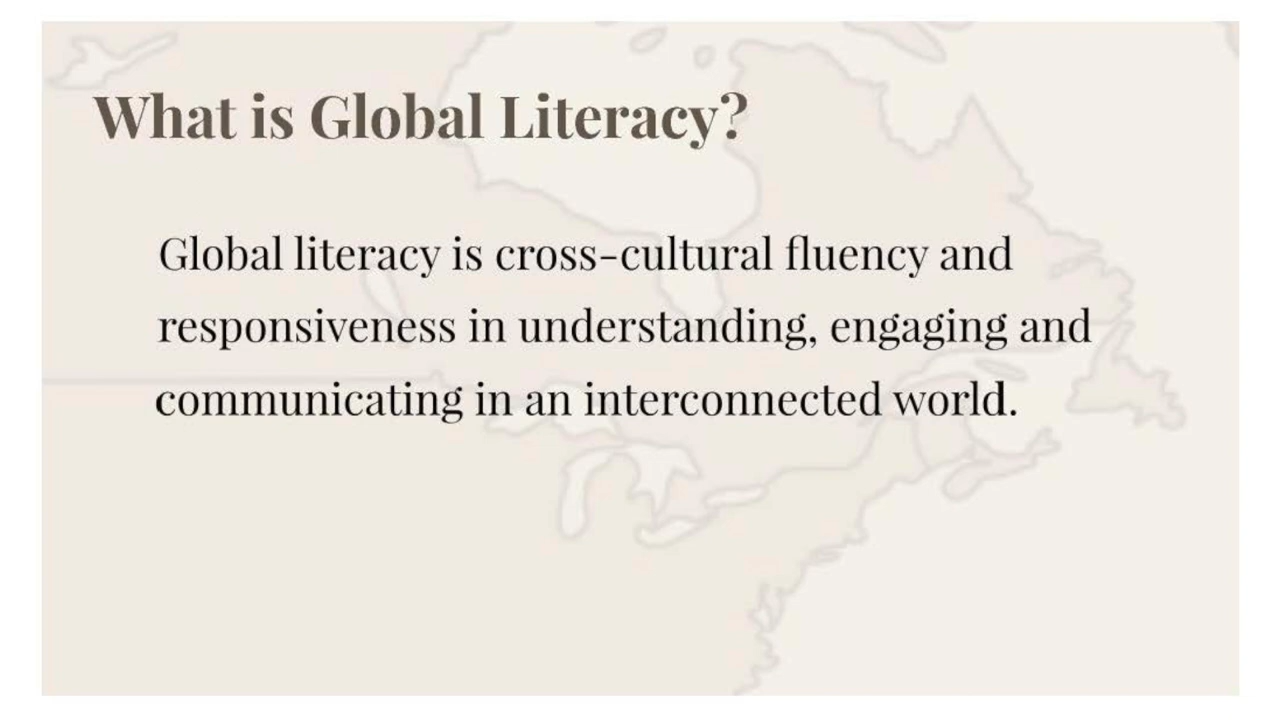 What is Global Literacy?
Global literacy is cross-cultural fluency and
responsiveness in understanding, engaging and
communicating in an interconnected world.